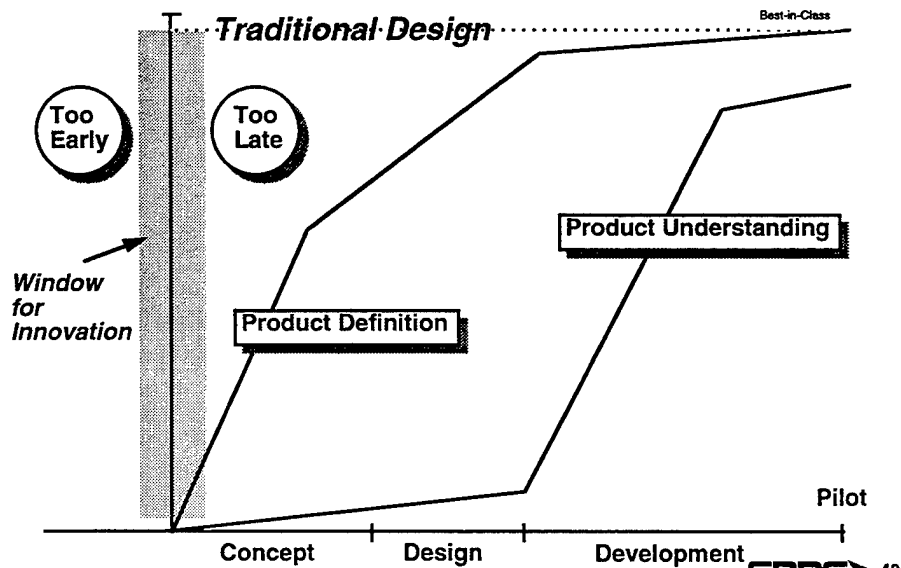 Traditional Design
Best-in-Class
Too
Early
Too
Late
Product Understanding
Window
for
Innovation
Product Definition
Pilot
Concept
Design
Development